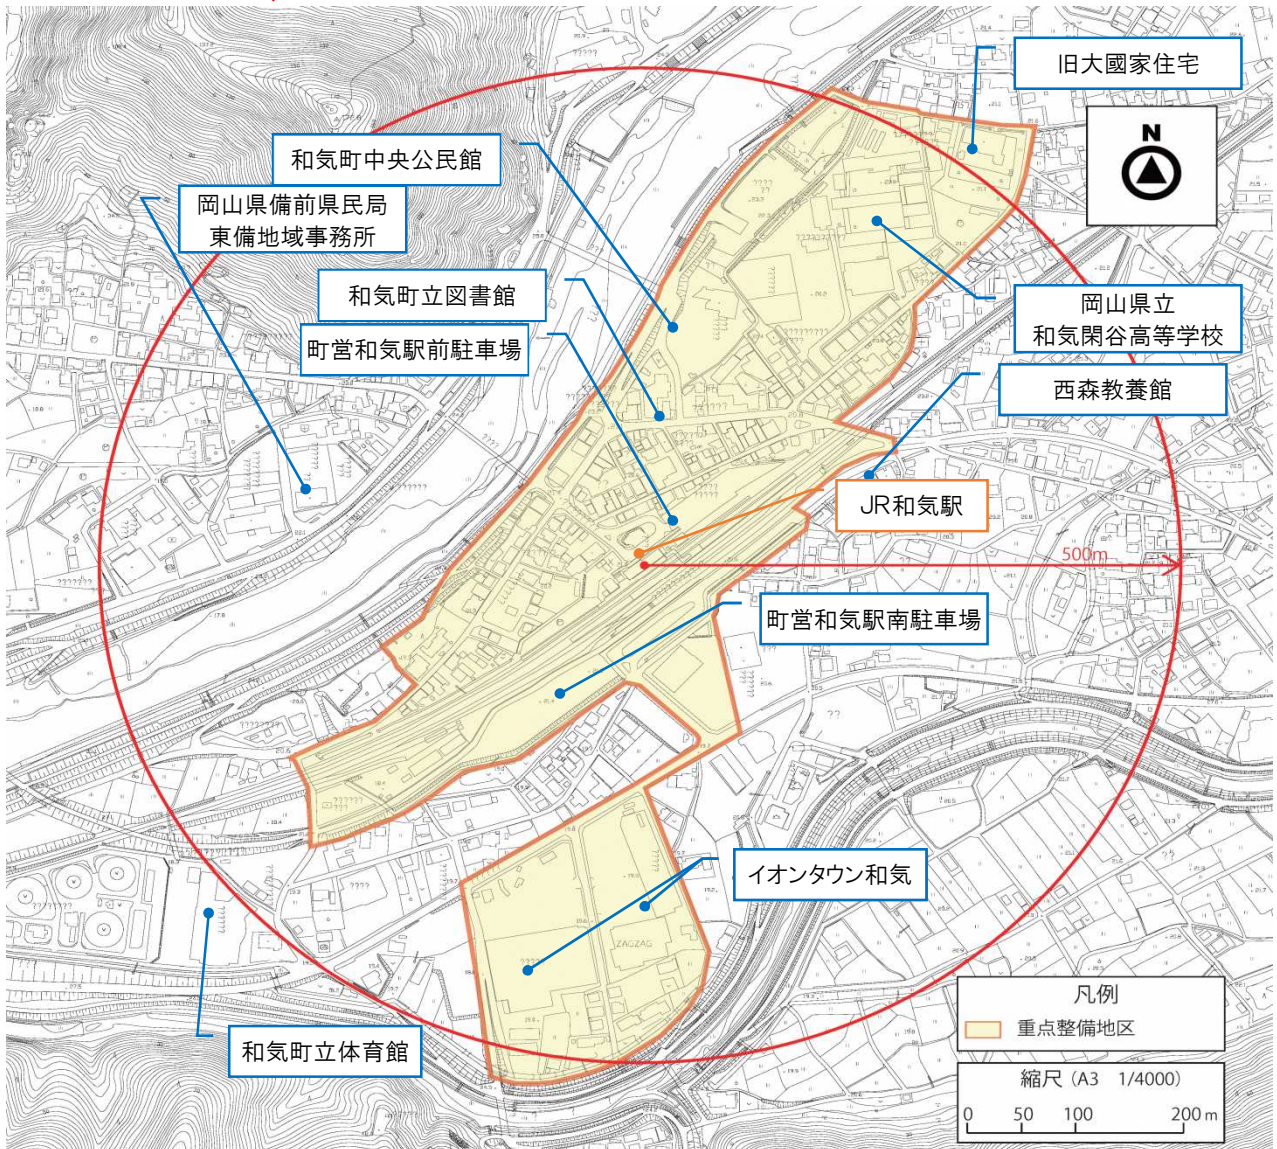 旧大國家住宅
N
和気町中央公民館
岡山県備前県民局
東備地域事務所
和気町立図書館
町営和気駅前駐車場
岡山県立
和気閑谷高等学校
西森教養館
JR和気駅
500m
町営和気駅南駐車場
イオンタウン和気
ZAGZAG
和気町立体育館
凡例
重点整備地区
縮尺（A3　1/4000）
0 50 100 200m